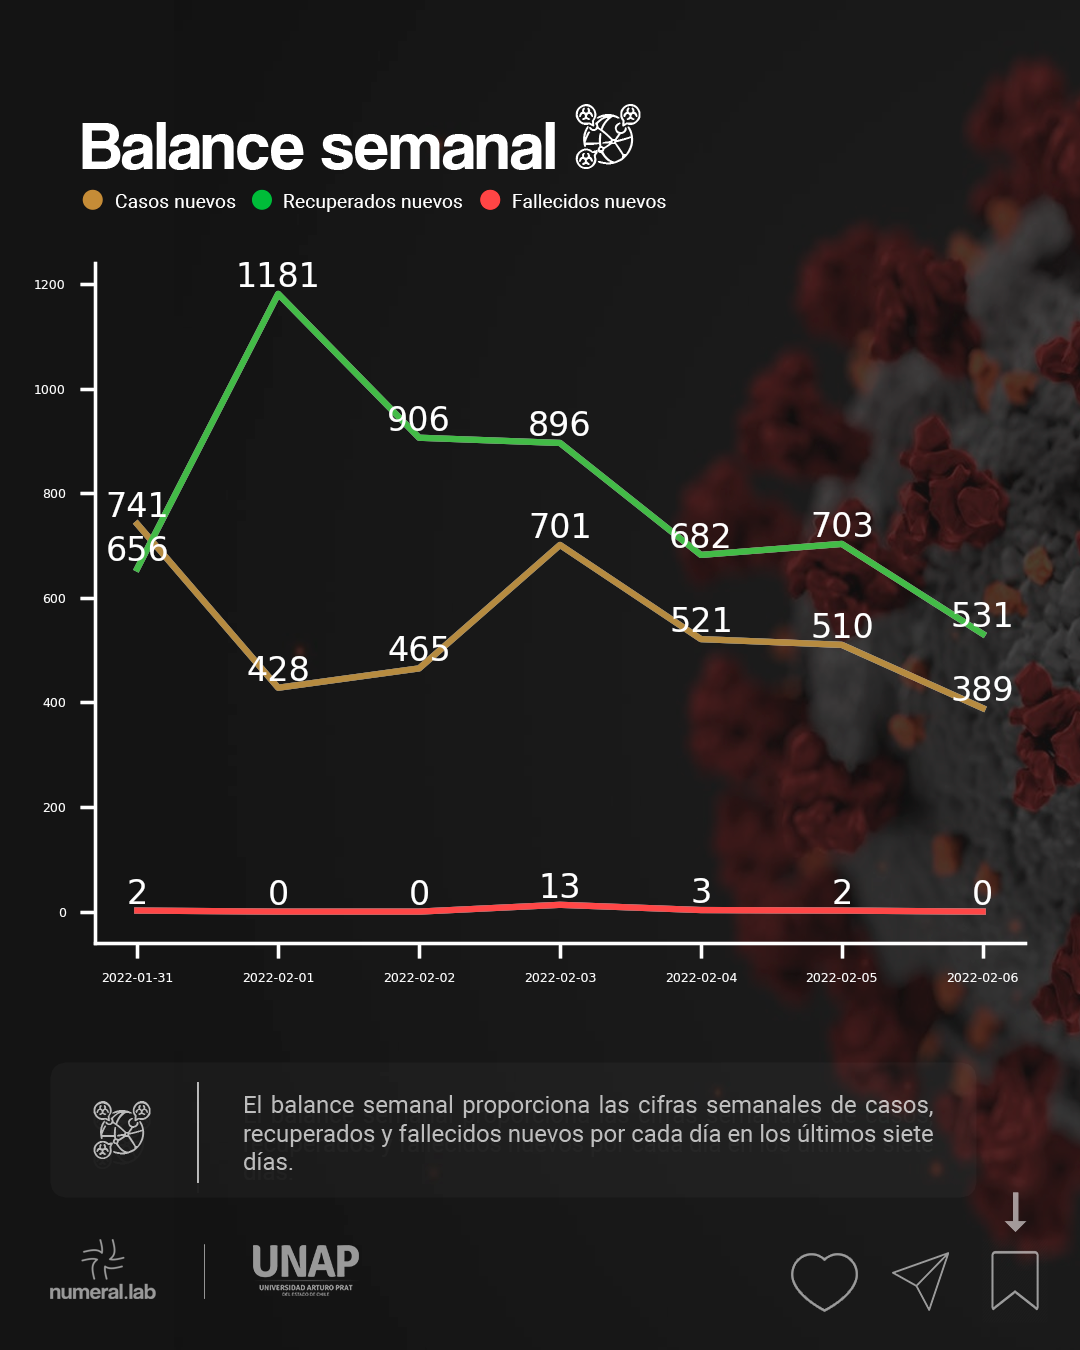 Balance semanal
Casos nuevos Recuperados nuevos Fallecidos nuevos
1200
1000
800
600
400
200
0
1181
906
896
741
656
701
682
703
531
428
465
521
510
389
2 0 0 13 3 2 0
2022-01-31 2022-02-01 2022-02-02 2022-02-03 2022-02-04 2022-02-05 2022-02-06
El balance semanal proporciona las cifras semanales de casos,
recuperados y fallecidos nuevos por cada día en los últimos siete
días.
numeral.lab
UNAP
UNIVERSIDAD ARTURO PRAT
DEL ESTADO DE CHILE